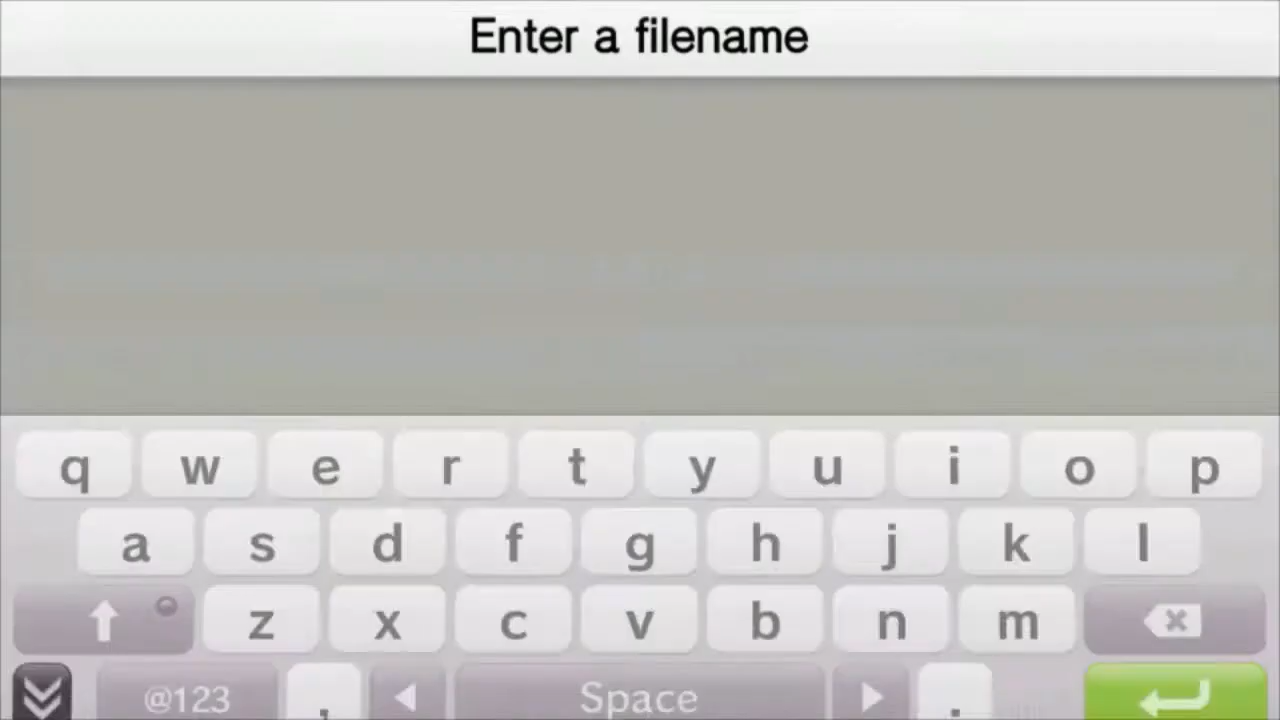 Enter a filename
q w e r t y u i o p
a s d f g h j k l
z x c v b n m
@123 , Space .